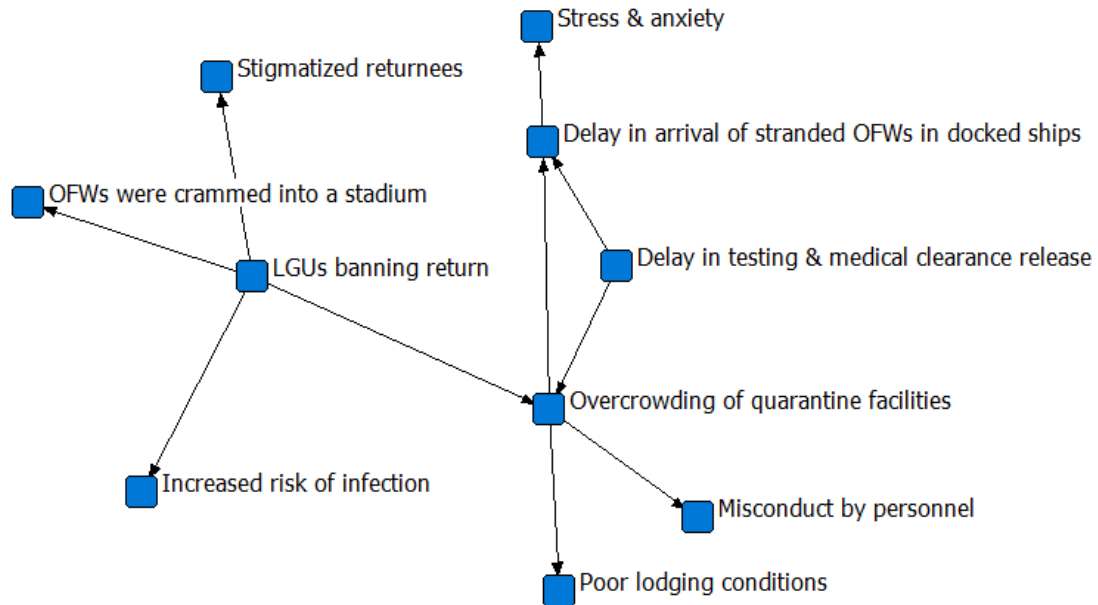 Stress & anxiety
Stigmatized returnees
Delay in arrival of stranded OFWs in docked ships
OFWs were crammed into a stadium
Delay in testing & medical clearance release
LGUs banning return
Overcrowding of quarantine facilities
Increased risk of infection
Misconduct by personnel
Poor lodging conditions